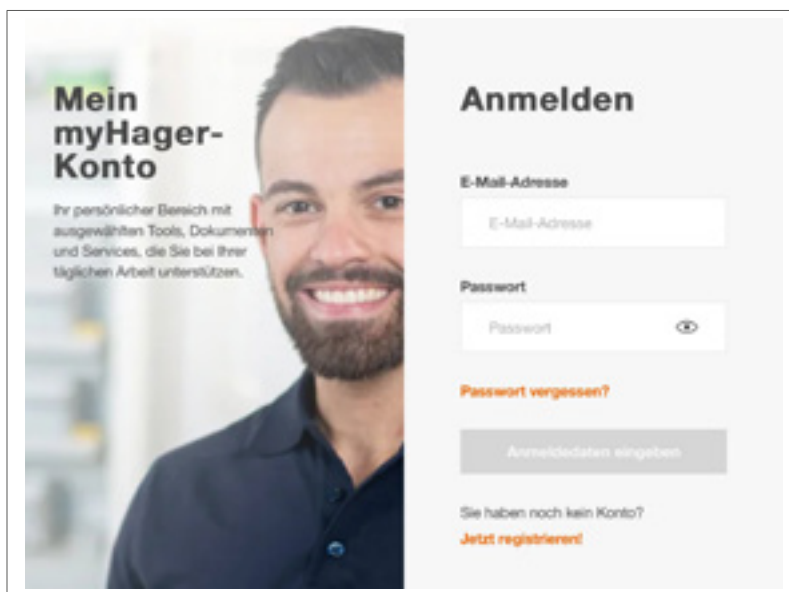 Mein
myHager-
Konto
Ihr persönlicher Bereich mit
ausgewählten Tools, Dokumenten
und Services, die Sie bei Ihrer
täglichen Arbeit unterstützen.
Anmelden
E-Mail-Adresse
E-Mail-Adresse
Passwort
Passwort
Passwort vergessen?
Anmeldedaten eingeben
Sie haben noch kein Konto?
Jetzt registrieren!